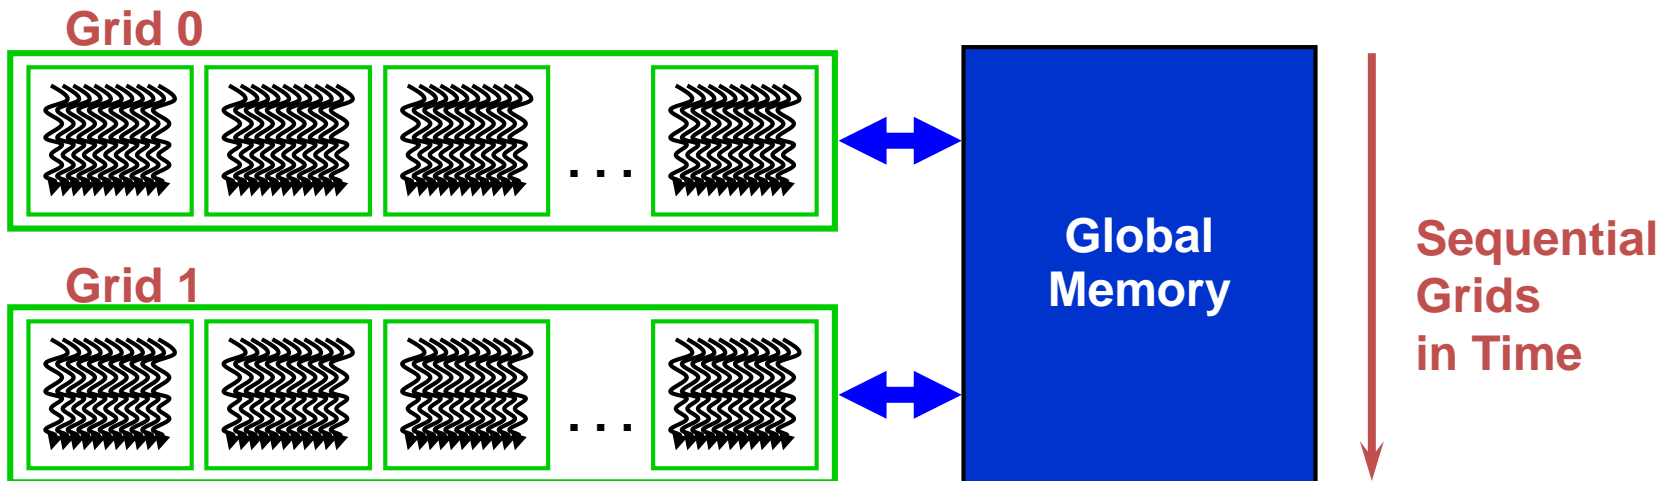 Grid 0
. . .
Global
Memory
Sequential
Grids
in Time
Grid 1
. . .